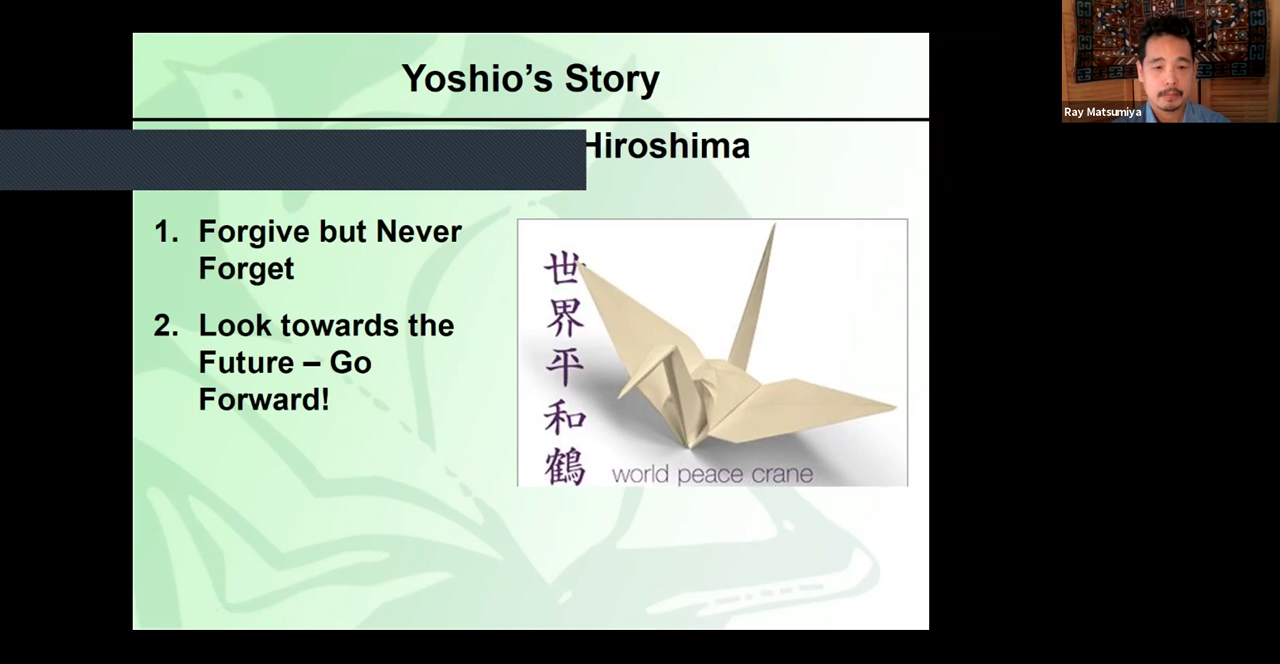 Yoshio's Story
Hiroshima
1. Forgive but Never
Forget
2. Look towards the
Future – Go
Forward!
世界平和鶴
world peace crane
Ray Matsumiya